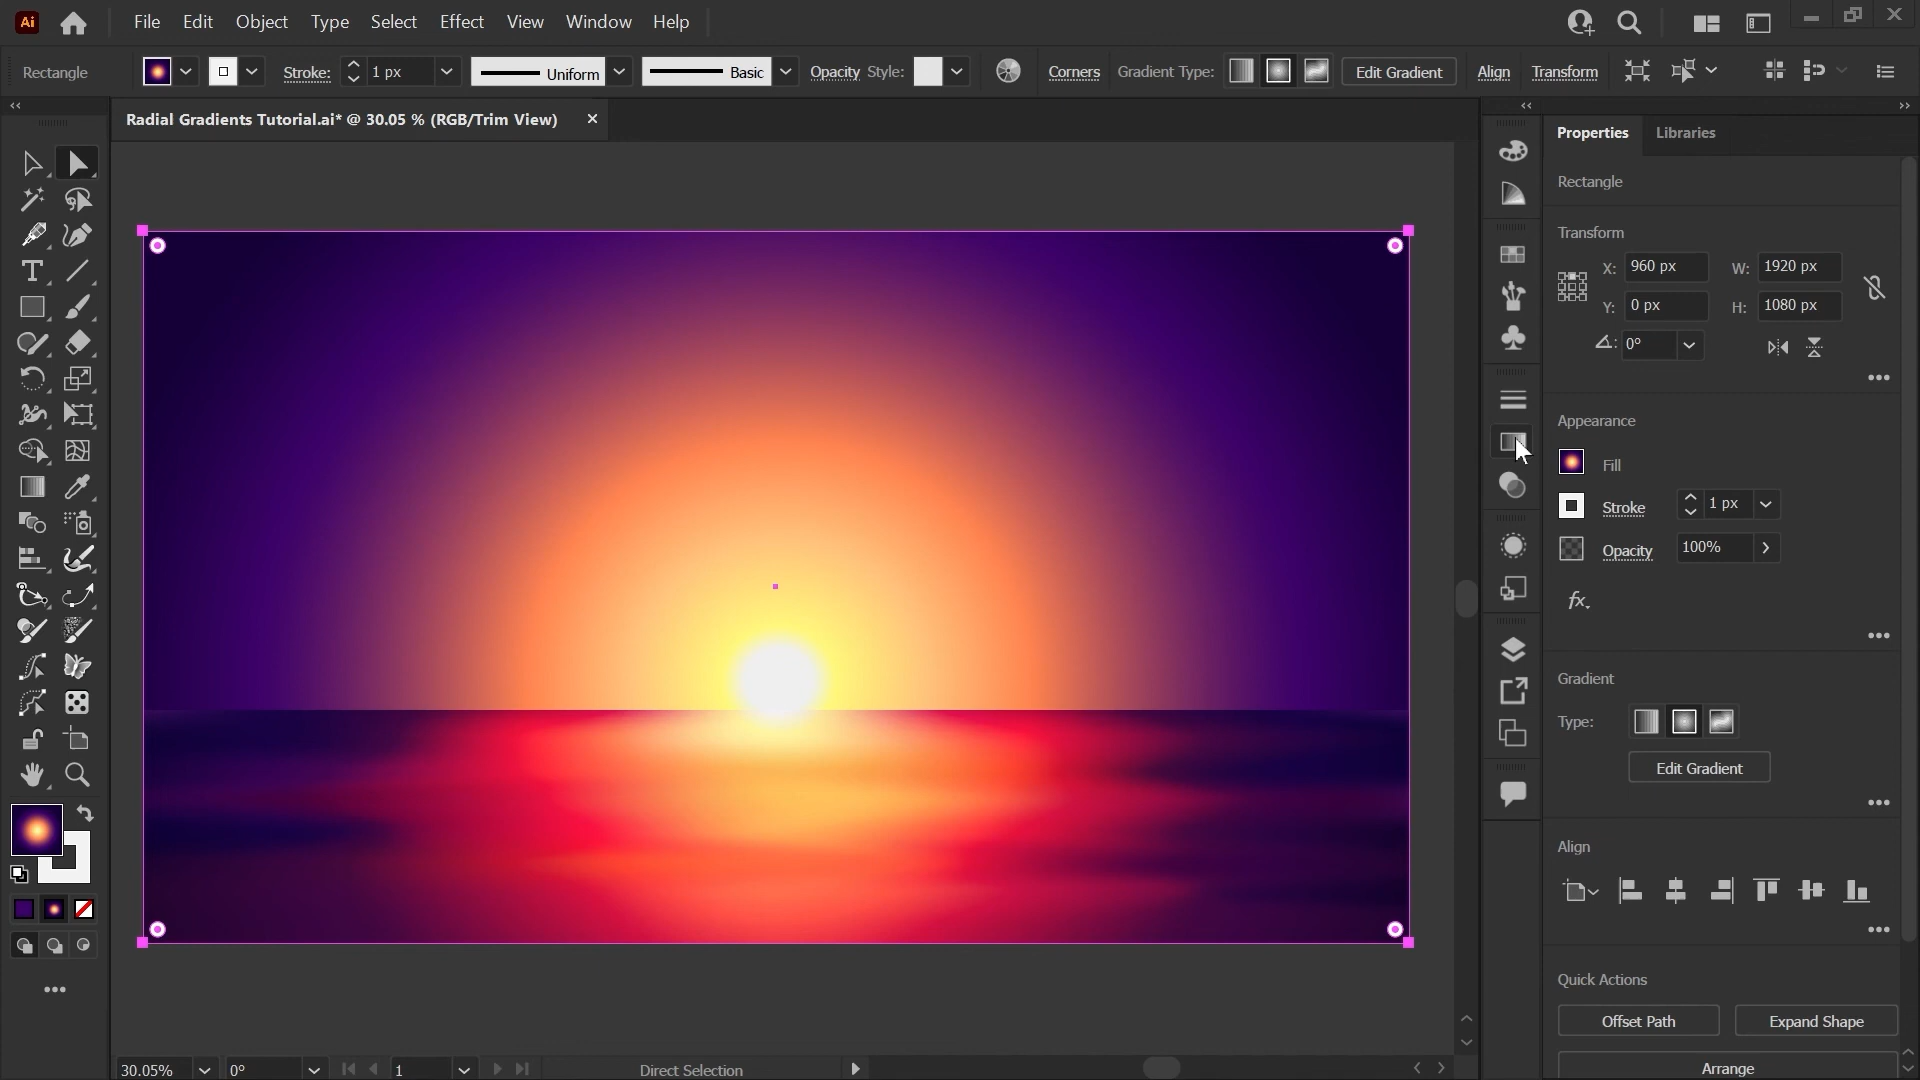 Ai File Edit Object Type Select Effect View Window Help
Rectangle Stroke: 1 px Uniform Basic Opacity Style: Corners Gradient Type: Edit Gradient Align Transform
Radial Gradients Tutorial.ai* @ 30.05 % (RGB/Trim View) ×
Properties Libraries
Rectangle
Transform
X: 960 px W: 1920 px
Y: 0 px H: 1080 px
0°
Appearance
Fill
Stroke 1 px
Opacity 100%
fx.
Gradient
Type:
Edit Gradient
Align
Quick Actions
Offset Path Expand Shape
Arrange
30.05% 0° 1 Direct Selection